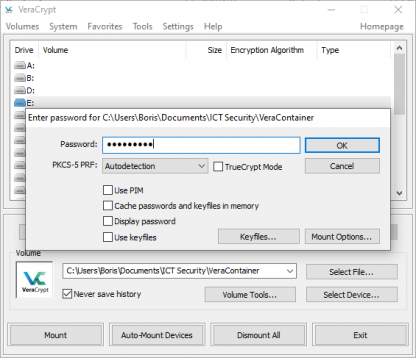 VeraCrypt
Volumes System Favorites Tools Settings Help Homepage
Drive Volume Size Encryption Algorithm Type
A:
B:
D:
E:
Enter password for C:\Users\Boris\Documents\ICT Security\VeraContainer
Password: ●●●●●●●●● OK
PKCS-5 PRF: Autodetection TrueCrypt Mode Cancel
Use PIM
Cache passwords and keyfiles in memory
Display password
Use keyfiles Keyfiles... Mount Options...
Volume
C:\Users\Boris\Documents\ICT Security\VeraContainer Select File...
VeraCrypt
Never save history Volume Tools... Select Device...
Mount Auto-Mount Devices Dismount All Exit